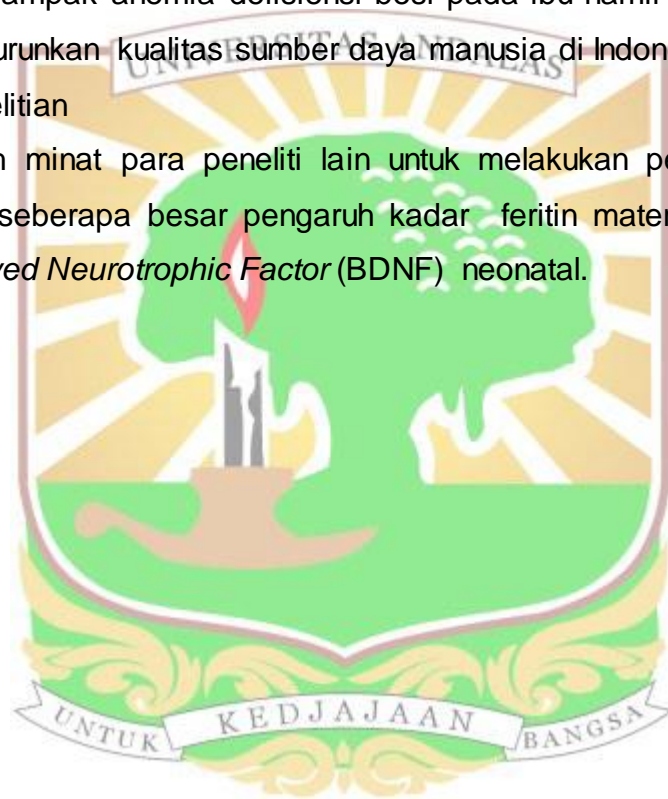 ampak anemia defisiensi besi pada ibu hamil
urunkan kualitas sumber daya manusia di Indon
elitian
n minat para peneliti lain untuk melakukan pe
seberapa besar pengaruh kadar feritin mater
ved Neurotrophic Factor (BDNF) neonatal.
UNIVERSITAS ANDALAS
UNTUK KEDJAJAAN BANGSA